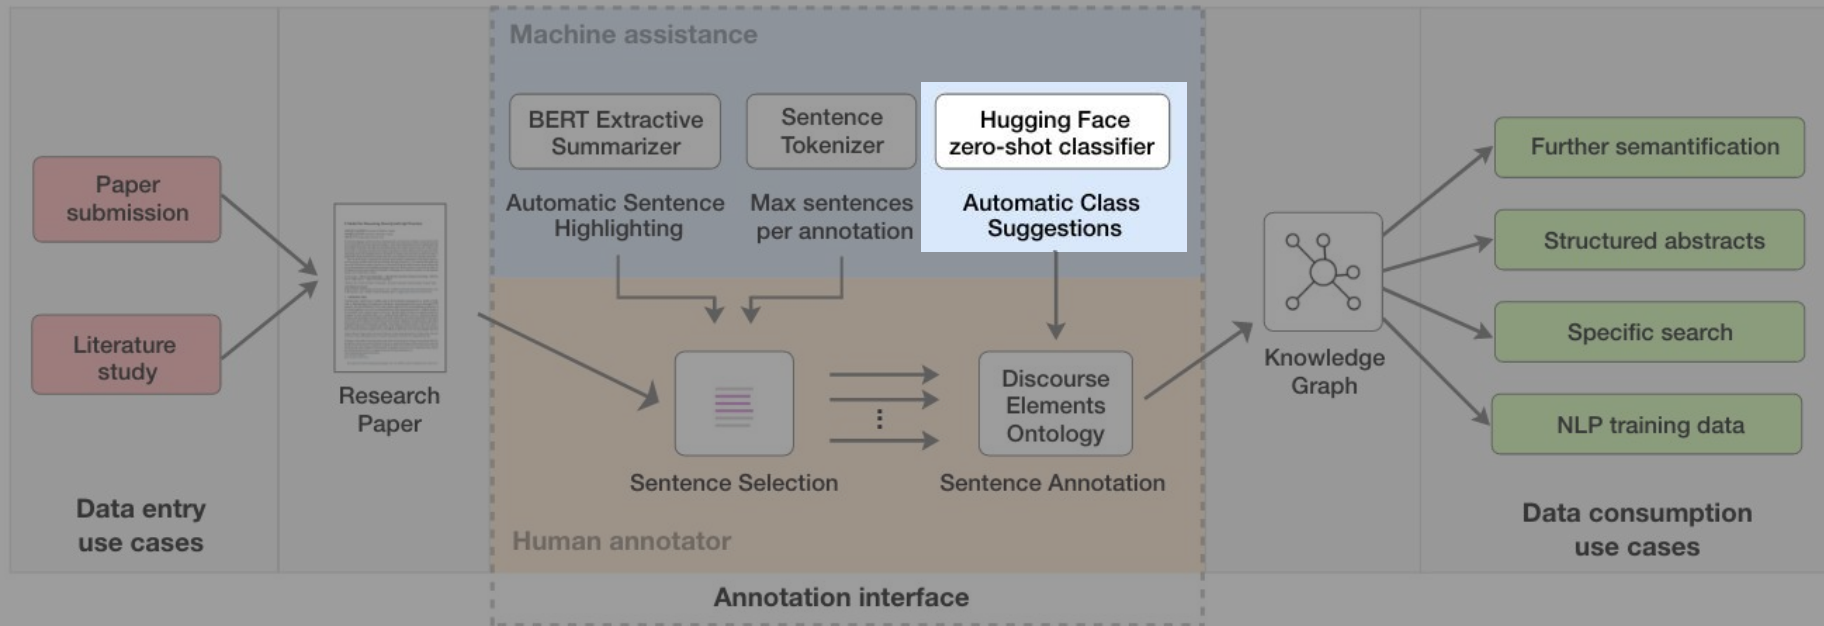 Machine assistance
BERT Extractive
Summarizer
Sentence
Tokenizer
Hugging Face
zero-shot classifier
Automatic Sentence
Highlighting
Max sentences
per annotation
Automatic Class
Suggestions
Paper
submission
Literature
study
Research
Paper
Data entry
use cases
Sentence Selection
Discourse
Elements
Ontology
Sentence Annotation
Human annotator
Annotation interface
Knowledge
Graph
Further semantification
Structured abstracts
Specific search
NLP training data
Data consumption
use cases